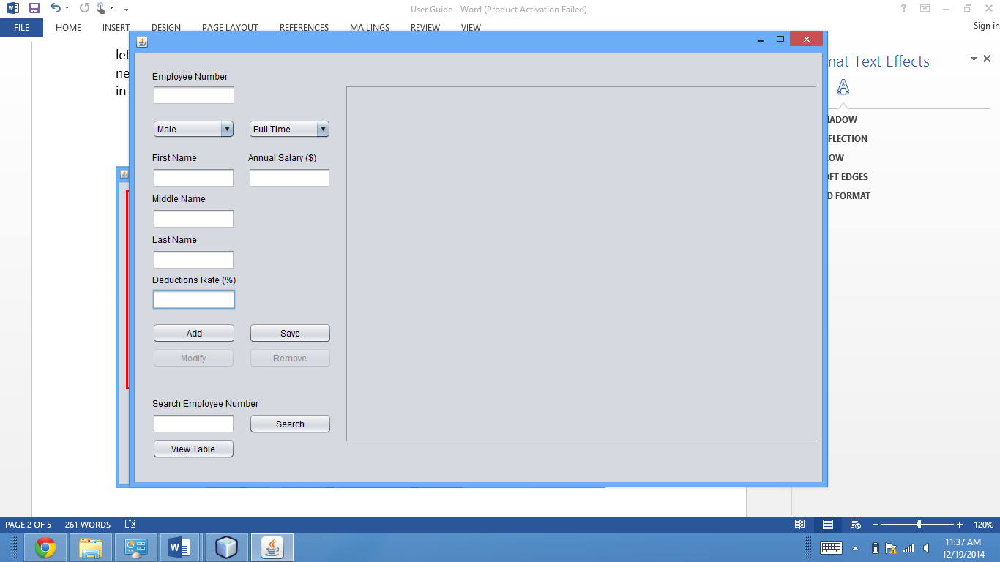 User Guide - Word (Product Activation Failed)
?
FILE HOME INSERT DESIGN PAGE LAYOUT REFERENCES MAILINGS REVIEW VIEW
Sign in
let
ne
in
Employee Number
Male Full Time
First Name Annual Salary ($)
Middle Name
Last Name
Deductions Rate (%)
Add Save
Modify Remove
Search Employee Number
Search
View Table
mat Text Effects
A
ADOW
FLECTION
OW
FT EDGES
D FORMAT
PAGE 2 OF 5 261 WORDS
120%
11:37 AM
12/19/2014